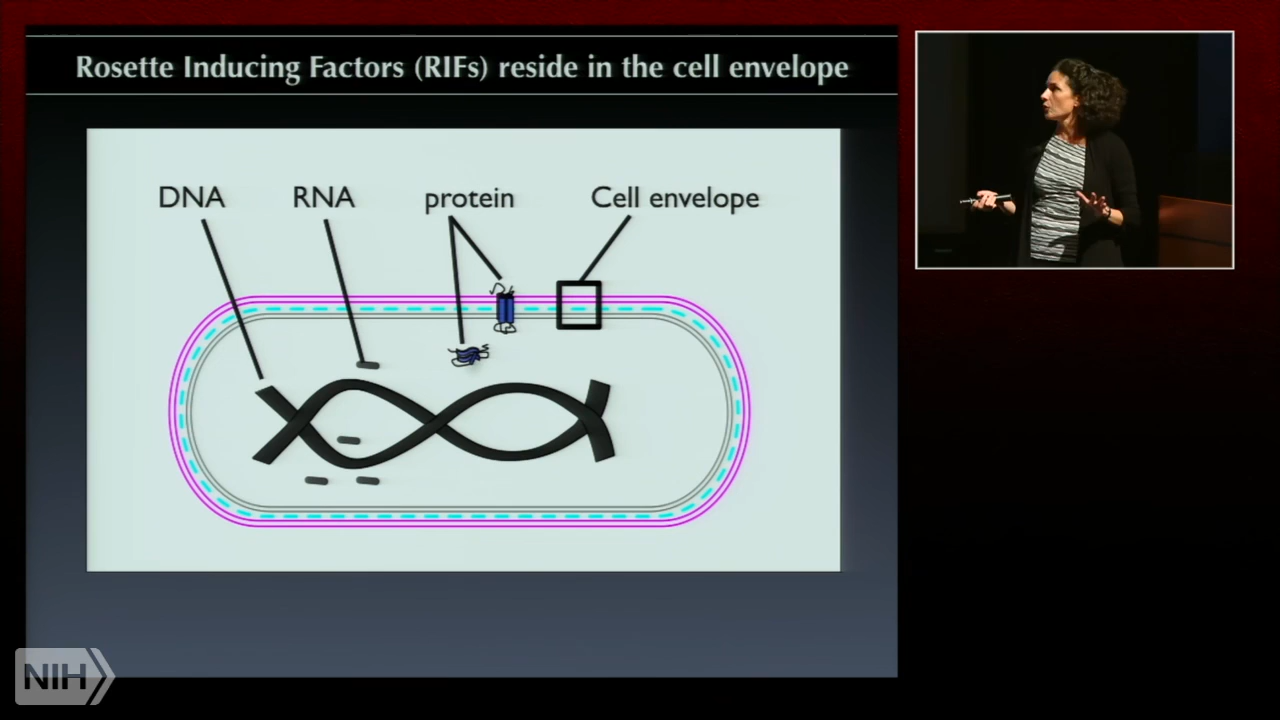 Rosette Inducing Factors (RIFs) reside in the cell envelope
DNA RNA protein Cell envelope
NIH